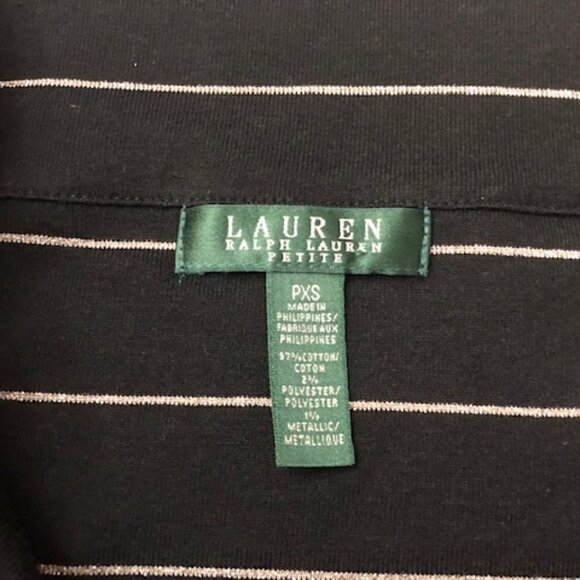 LAUREN
RALPH LAUREN
PETITE
PXS
MADE IN
PHILIPPINES/
FABRIQUÉ AUX
PHILIPPINES
97% COTTON/
COTON
2%
POLYESTER/
POLYESTER
1%
METALLIC/
METALLIQUE